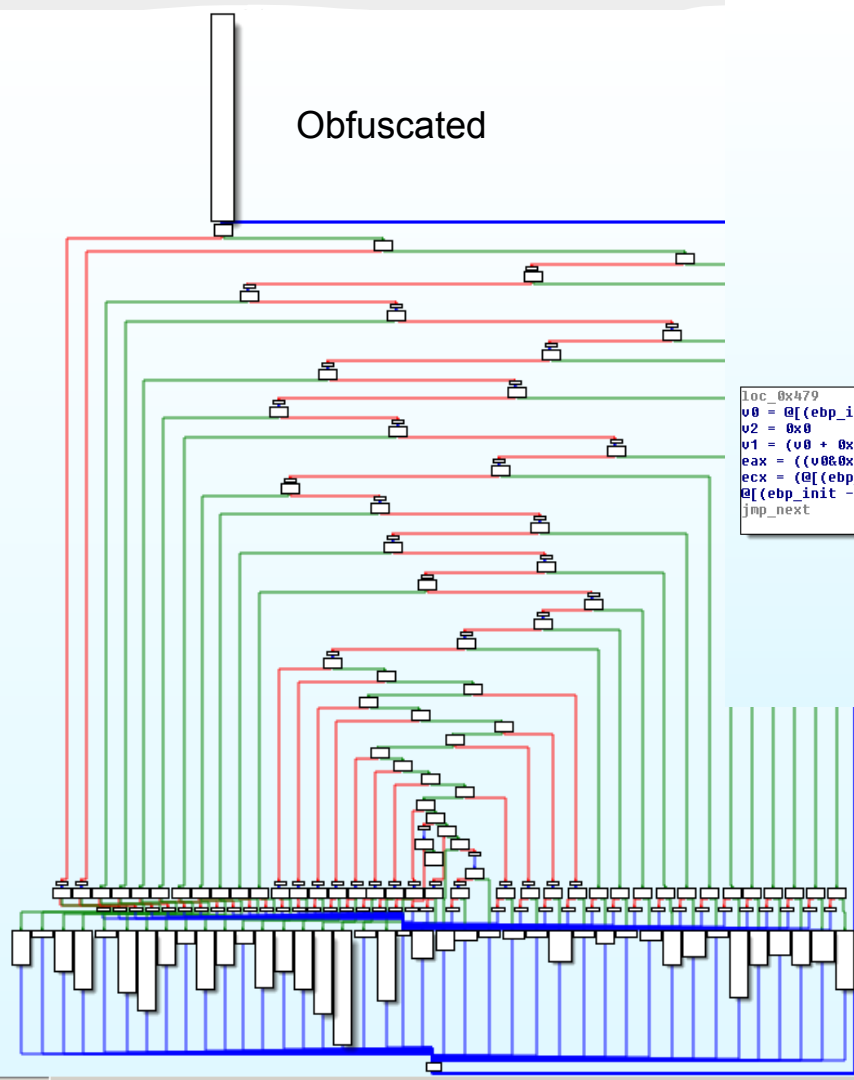 Obfuscated
loc_0x479
v0 = @[(ebp_i
v2 = 0x0
v1 = (v0 + 0x
eax = ((v0&0x
ecx = (@[(ebp
@[(ebp_init -
jmp_next